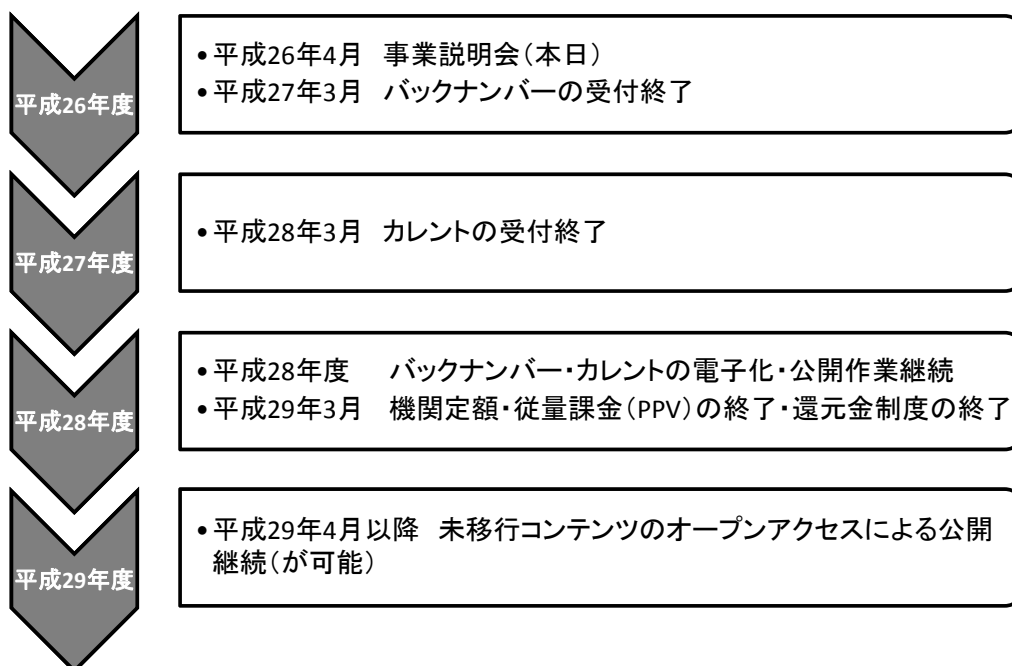 平成26年度
•平成26年4月 事業説明会(本日)
•平成27年3月 バックナンバーの受付終了
平成27年度
•平成28年3月 カレントの受付終了
平成28年度
•平成28年度 バックナンバー・カレントの電子化・公開作業継続
•平成29年3月 機関定額・従量課金(PPV)の終了・還元金制度の終了
平成29年度
•平成29年4月以降 未移行コンテンツのオープンアクセスによる公開
継続(が可能)